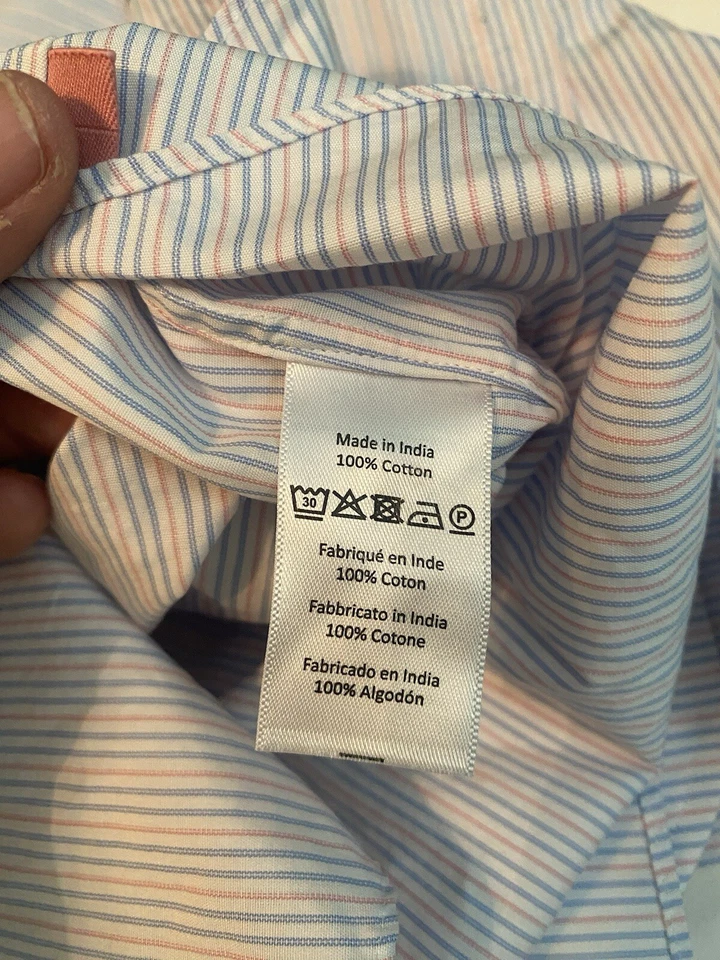 Made in India
100% Cotton
30 P
Fabriqué en Inde
100% Coton
Fabbricato in India
100% Cotone
Fabricado en India
100% Algodón